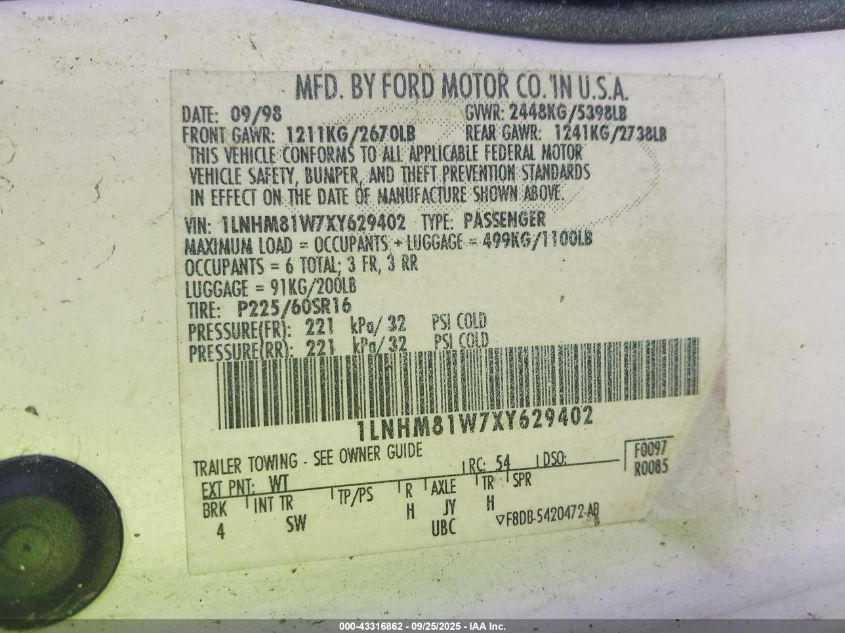 MFD. BY FORD MOTOR CO. IN U.S.A.
DATE: 09/98 GVWR: 2448KG/5398LB
FRONT GAWR: 1211KG/2670LB REAR GAWR: 1241KG/2738LB
THIS VEHICLE CONFORMS TO ALL APPLICABLE FEDERAL MOTOR
VEHICLE SAFETY, BUMPER, AND THEFT PREVENTION STANDARDS
IN EFFECT ON THE DATE OF MANUFACTURE SHOWN ABOVE.
VIN: 1LNHM81W7XY629402 TYPE: PASSENGER
MAXIMUM LOAD = OCCUPANTS + LUGGAGE = 499KG/1100LB
OCCUPANTS = 6 TOTAL; 3 FR, 3 RR
LUGGAGE = 91KG/200LB
TIRE: P225/60SR16
PRESSURE(FR): 221 kPa/ 32 PSI COLD
PRESSURE(RR): 221 kPa/ 32 PSI COLD
1LNHM81W7XY629402
TRAILER TOWING - SEE OWNER GUIDE
EXT PNT: WT RC: 54 DSO: F0097
R0085
BRK INT TR TP/PS R AXLE TR SPR
4 SW H JY H
UBC ▽F8DB-5420472-AB
000-43316862 - 09/25/2025 - IAA Inc.